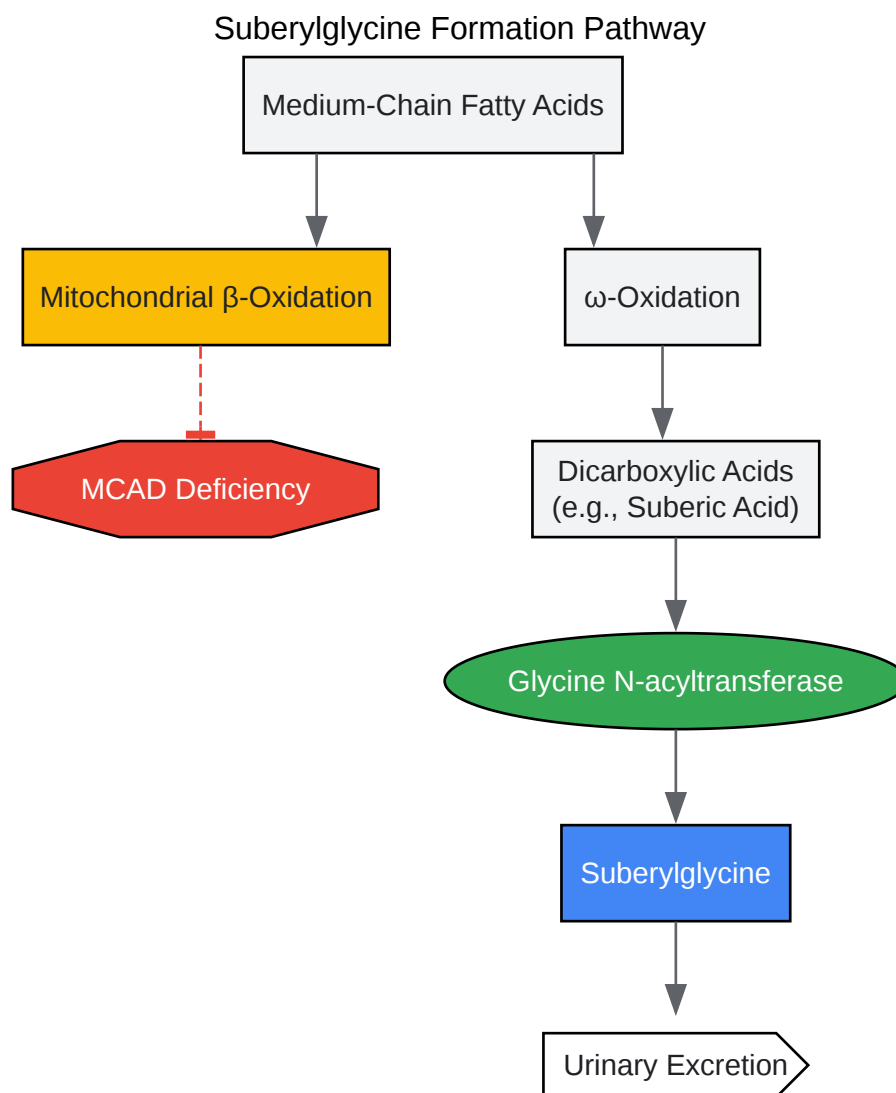 Suberylglycine Formation Pathway
Medium-Chain Fatty Acids
Mitochondrial β-Oxidation
ω-Oxidation
MCAD Deficiency
Dicarboxylic Acids
(e.g., Suberic Acid)
Glycine N-acyltransferase
Suberylglycine
Urinary Excretion